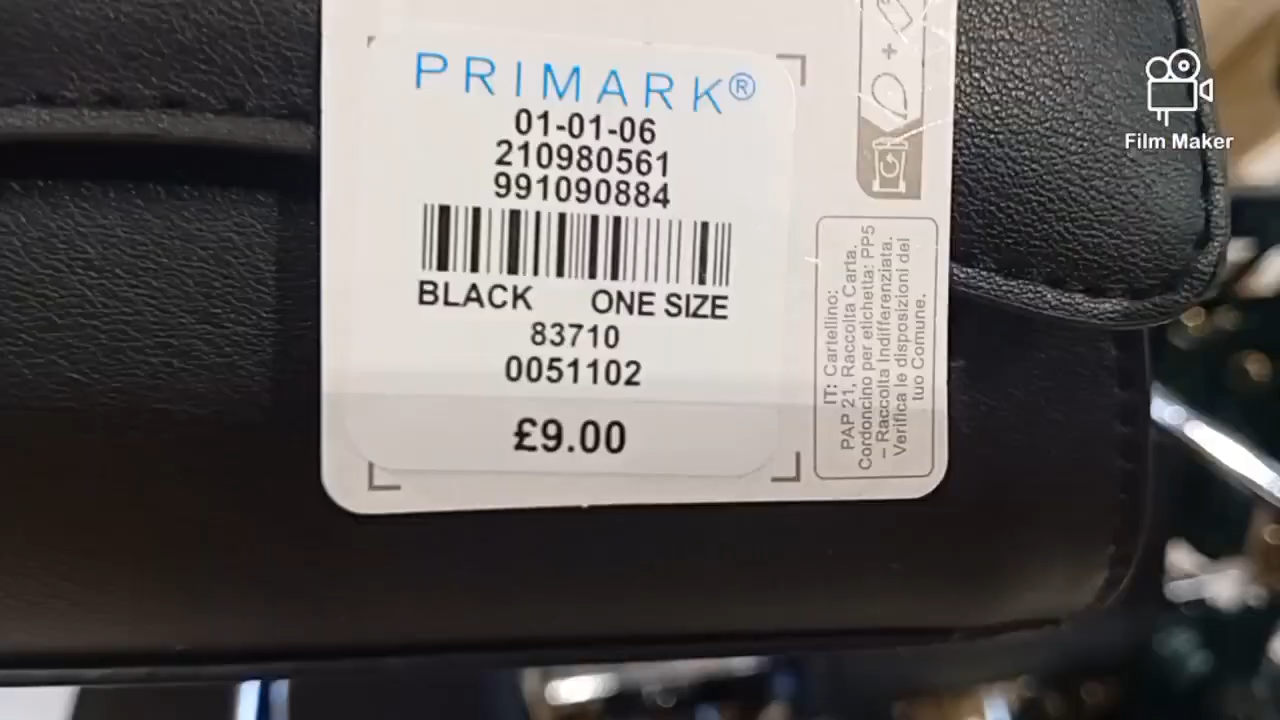 PRIMARK®
01-01-06
210980561
991090884
BLACK ONE SIZE
83710
0051102
£9.00
IT: Cartellino:
PAP 21, Raccolta Carta.
Cordoncino per etichetta: PP5
– Raccolta Indifferenziata.
Verifica le disposizioni del
tuo Comune.
Film Maker